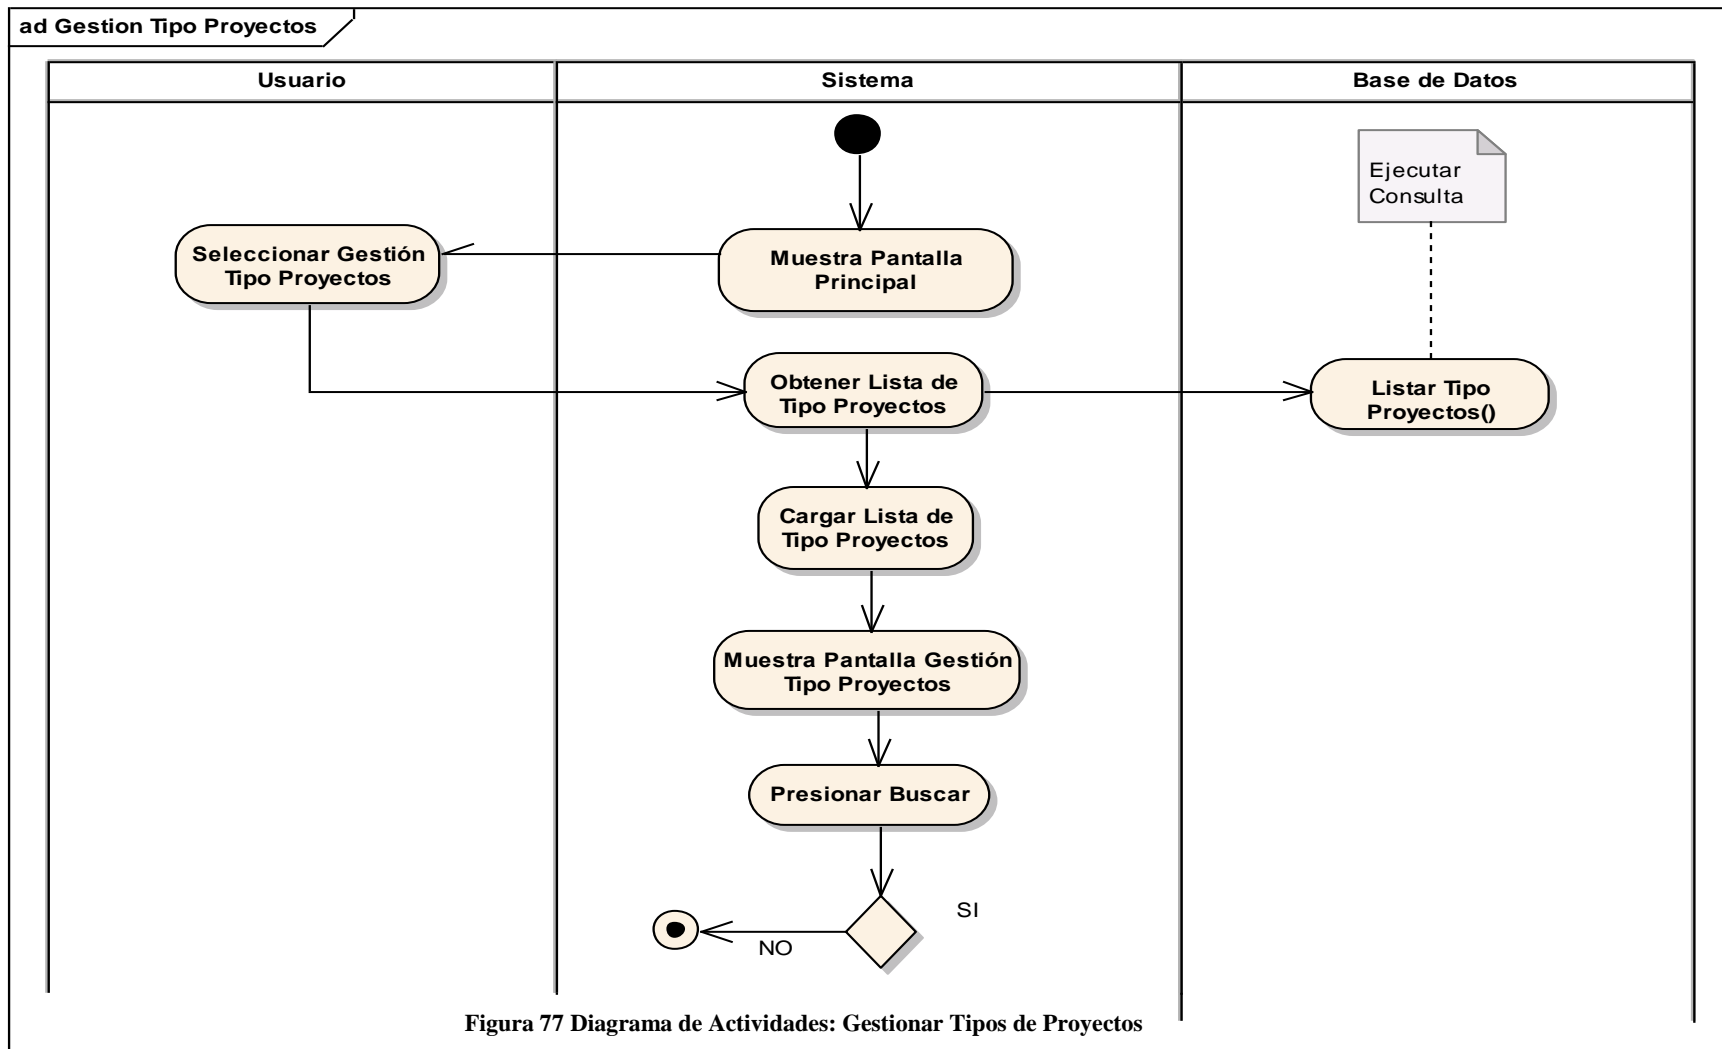 ad Gestion Tipo Proyectos
Usuario
Sistema
Base de Datos
Ejecutar
Consulta
Seleccionar Gestión
Tipo Proyectos
Muestra Pantalla
Principal
Obtener Lista de
Tipo Proyectos
Listar Tipo
Proyectos()
Cargar Lista de
Tipo Proyectos
Muestra Pantalla Gestión
Tipo Proyectos
Presionar Buscar
SI
NO
Figura 77 Diagrama de Actividades: Gestionar Tipos de Proyectos